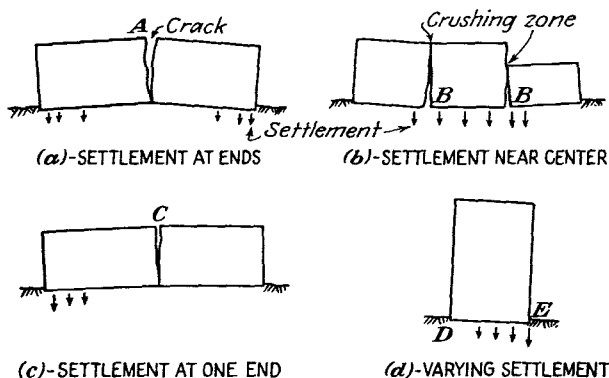 A Crack
Crushing zone
B B
Settlement
(a)-SETTLEMENT AT ENDS
(b)-SETTLEMENT NEAR CENTER
C
E
D
(c)-SETTLEMENT AT ONE END
(d)-VARYING SETTLEMENT